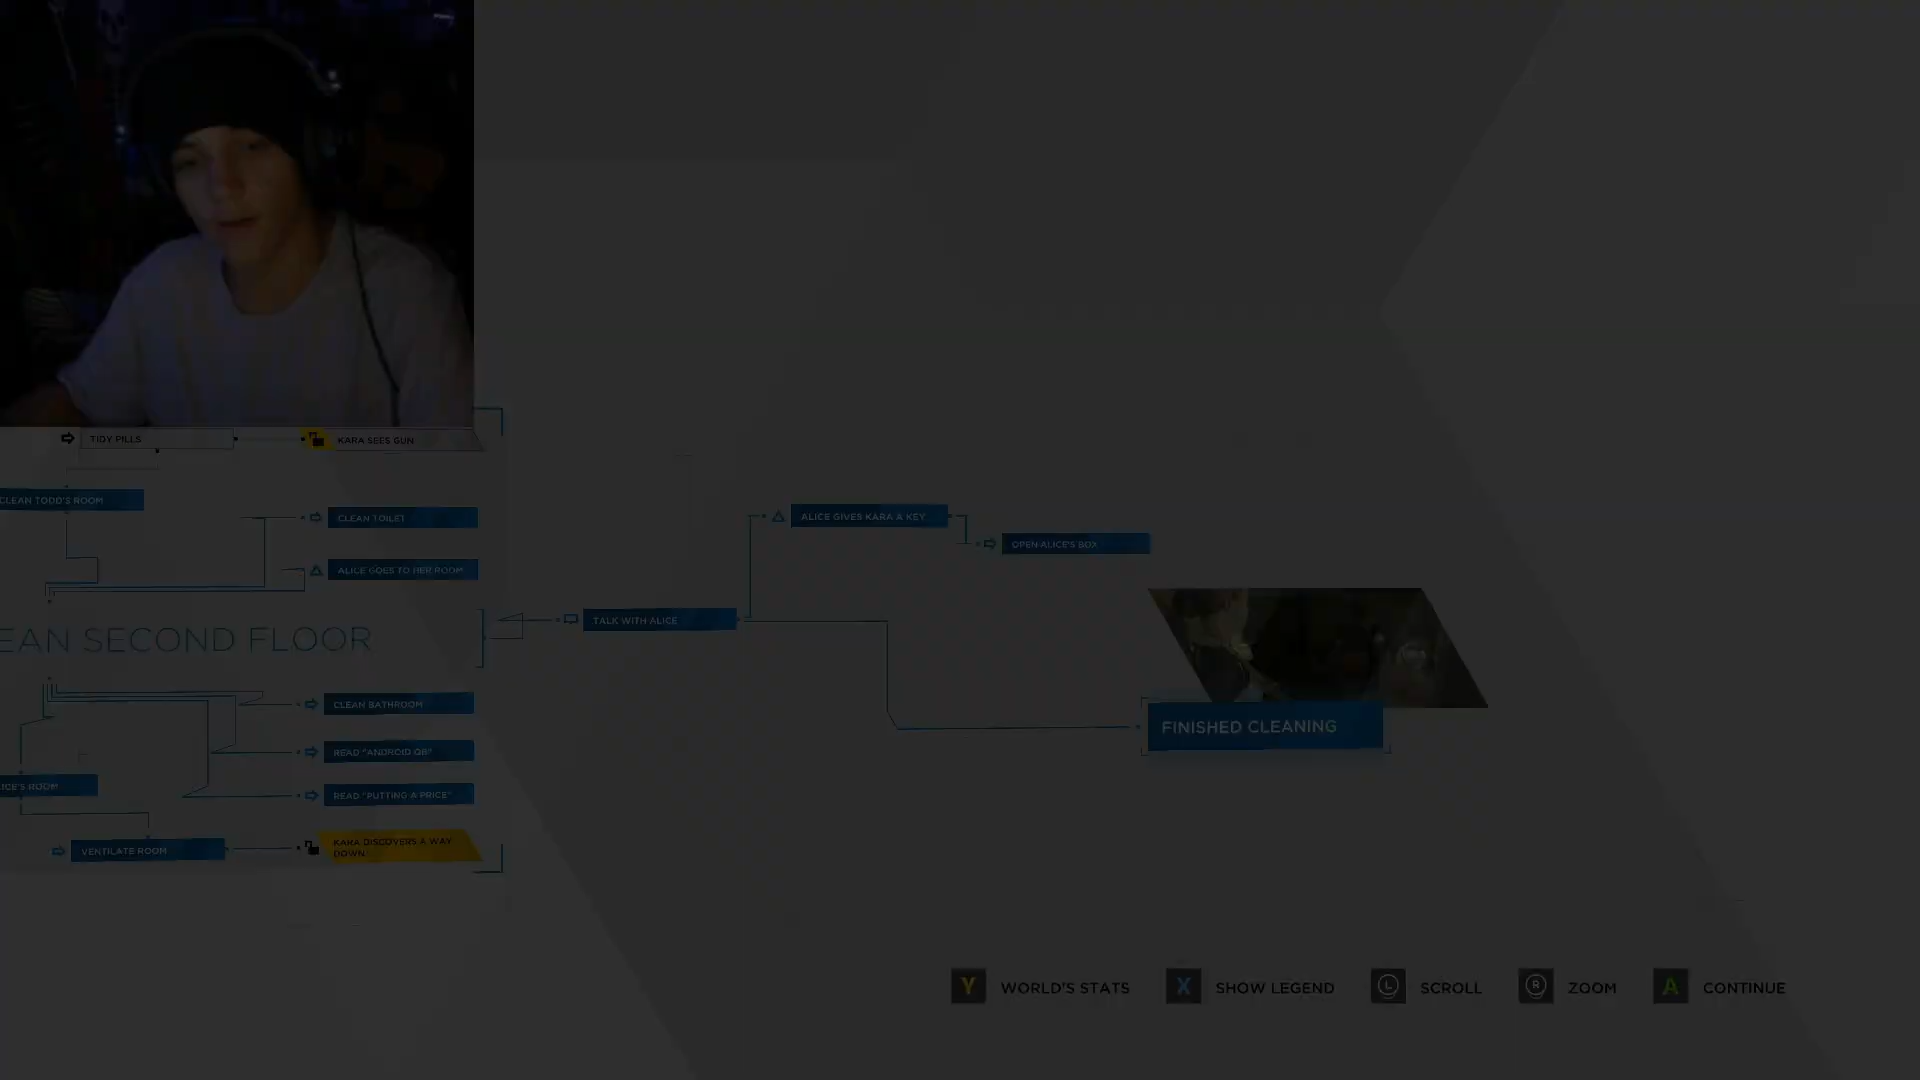 TIDY PILLS
KARA SEES GUN
CLEAN TODD'S ROOM
CLEAN TOILET
ALICE GIVES KARA A KEY
OPEN ALICE'S BOX
ALICE GOES TO HER ROOM
TALK WITH ALICE
EAN SECOND FLOOR
CLEAN BATHROOM
FINISHED CLEANING
READ "ANDROID QB"
ICE'S ROOM
READ "PUTTING A PRICE"
VENTILATE ROOM
KARA DISCOVERS A WAY
DOWN
Y WORLD'S STATS
X SHOW LEGEND
L SCROLL
R ZOOM
A CONTINUE